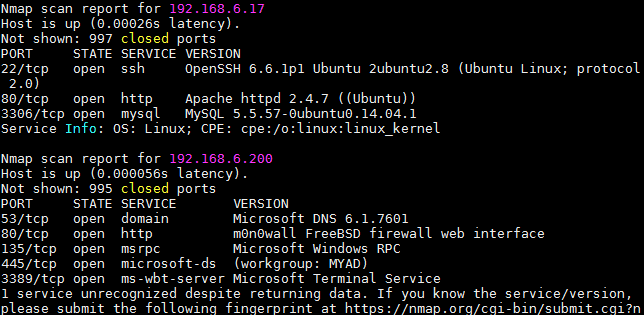 Nmap scan report for 192.168.6.17
Host is up (0.00026s latency).
Not shown: 997 closed ports
PORT     STATE SERVICE VERSION
22/tcp   open  ssh     OpenSSH 6.6.1p1 Ubuntu 2ubuntu2.8 (Ubuntu Linux; protocol
 2.0)
80/tcp   open  http    Apache httpd 2.4.7 ((Ubuntu))
3306/tcp open  mysql   MySQL 5.5.57-0ubuntu0.14.04.1
Service Info: OS: Linux; CPE: cpe:/o:linux:linux_kernel
Nmap scan report for 192.168.6.200
Host is up (0.000056s latency).
Not shown: 995 closed ports
PORT     STATE SERVICE       VERSION
53/tcp   open  domain        Microsoft DNS 6.1.7601
80/tcp   open  http          m0n0wall FreeBSD firewall web interface
135/tcp  open  msrpc         Microsoft Windows RPC
445/tcp  open  microsoft-ds  (workgroup: MYAD)
3389/tcp open  ms-wbt-server Microsoft Terminal Service
1 service unrecognized despite returning data. If you know the service/version,
please submit the following fingerprint at https://nmap.org/cgi-bin/submit.cgi?n